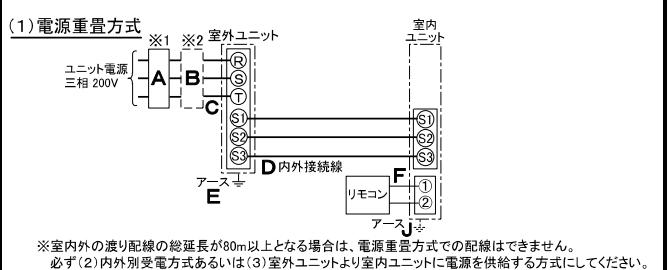 (1)電源重畳方式
※1 ※2 室外ユニット
室内
ユニット
ユニット電源
三相 200V
A
B
C
R
S
T
S1
S2
S3
S1
S2
S3
D 内外接続線
アース
E
リモコン
F
①
②
アース
J
※室内外の渡り配線の総延長が80m以上となる場合は、電源重畳方式での配線はできません。
必ず(2)内外別受電方式あるいは(3)室外ユニットより室内ユニットに電源を供給する方式にしてください。